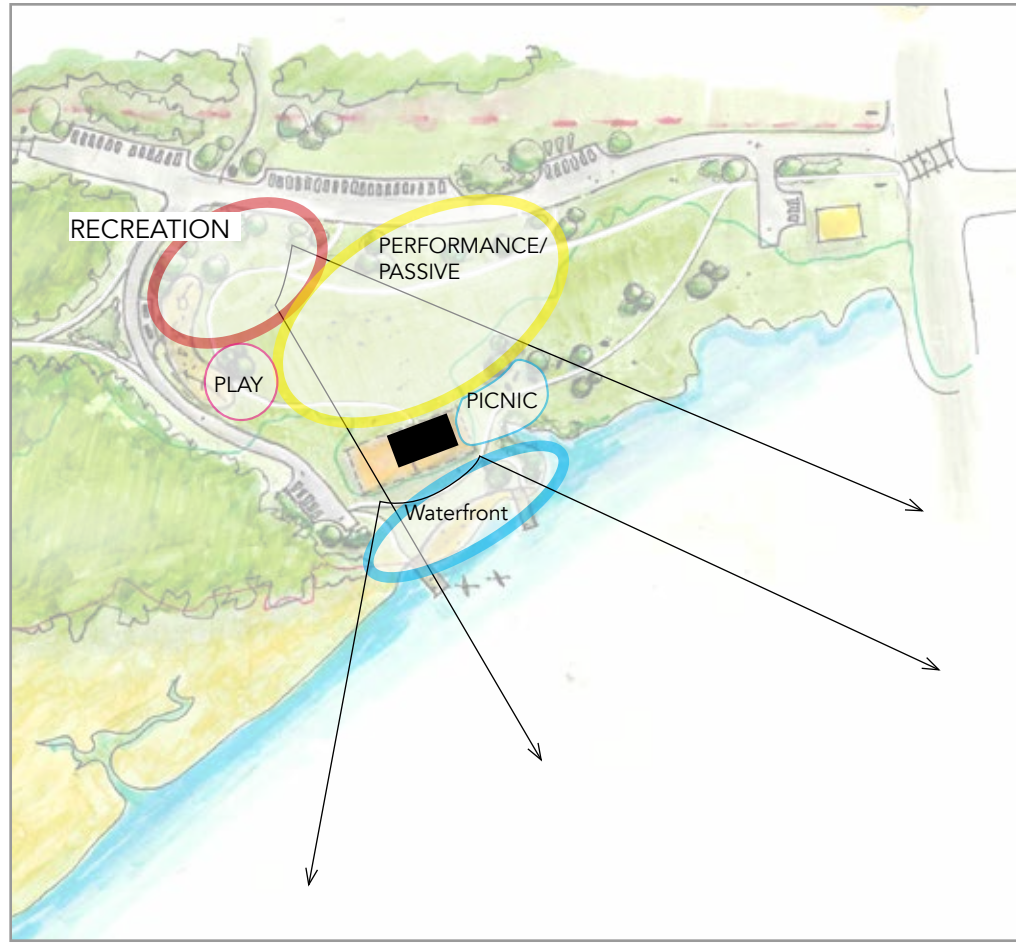 RECREATION
PERFORMANCE/
PASSIVE
PLAY
PICNIC
Waterfront